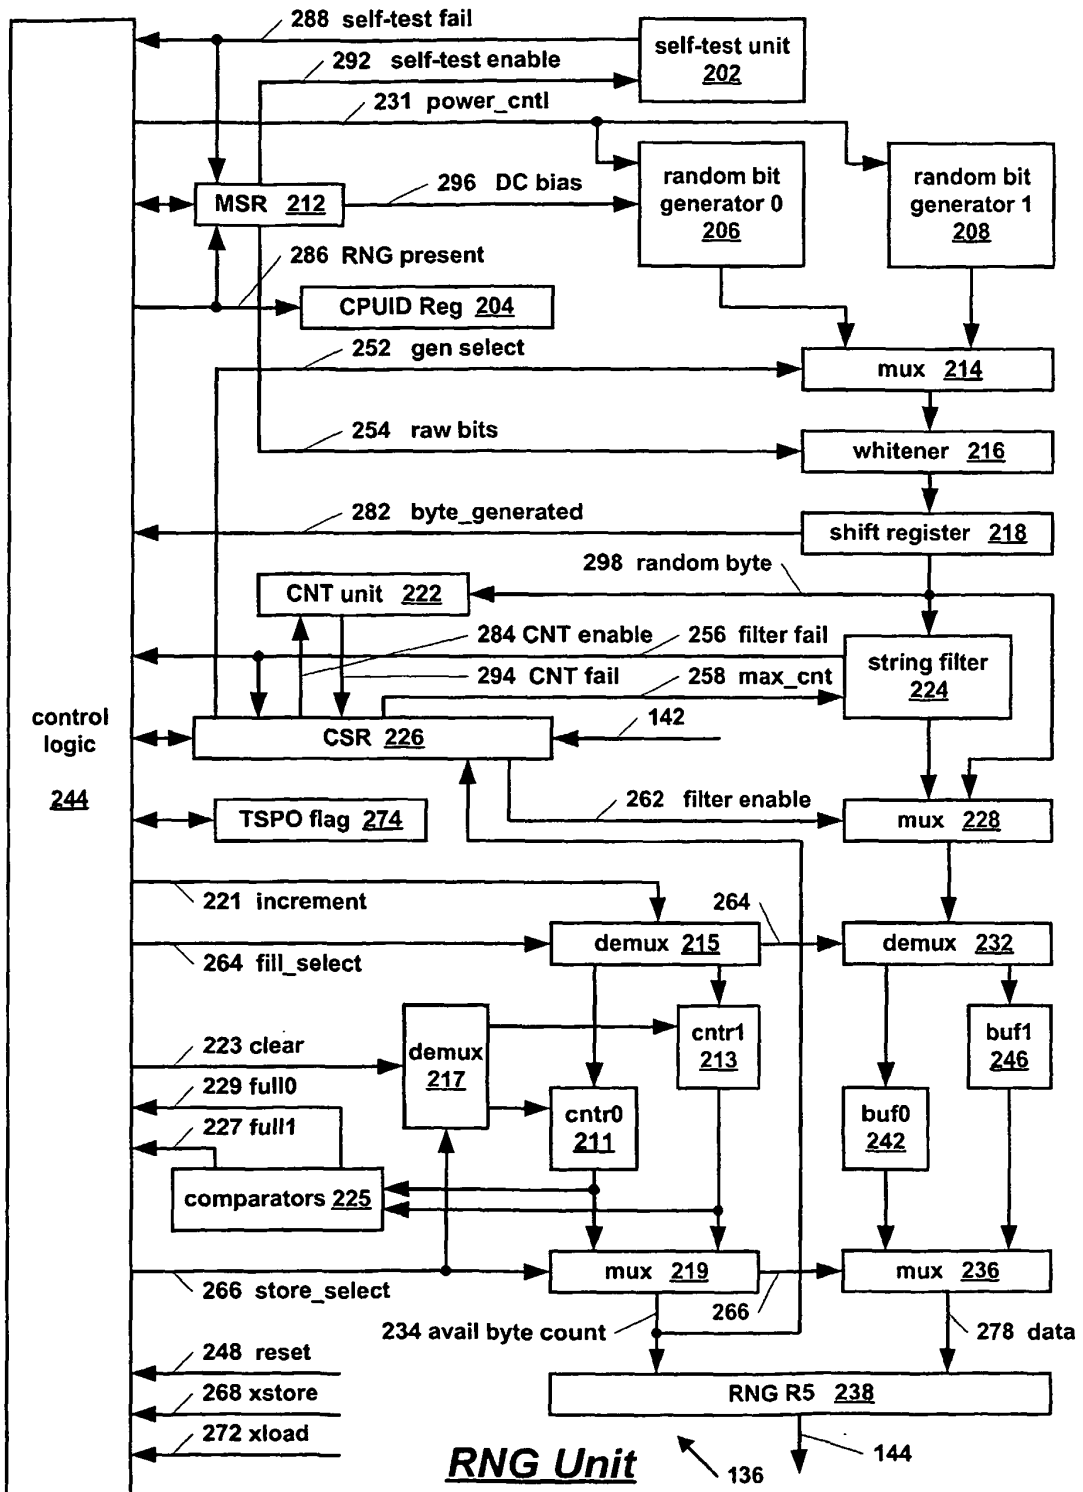 288 self-test fail
self-test unit
202
292 self-test enable
231 power_cntl
random bit
generator 0
206
random bit
generator 1
208
MSR 212
296 DC bias
286 RNG present
CPUID Reg 204
252 gen select
mux 214
254 raw bits
whitener 216
282 byte_generated
shift register 218
298 random byte
CNT unit 222
284 CNT enable
256 filter fail
string filter
224
294 CNT fail
258 max_cnt
control
logic
244
CSR 226
142
TSPO flag 274
262 filter enable
mux 228
221 increment
264
264 fill_select
demux 215
demux 232
223 clear
demux
217
cntr1
213
buf1
246
229 full0
cntr0
211
buf0
242
227 full1
comparators 225
266 store_select
mux 219
266
mux 236
234 avail byte count
278 data
248 reset
268 xstore
RNG R5 238
272 xload
RNG Unit
136
144